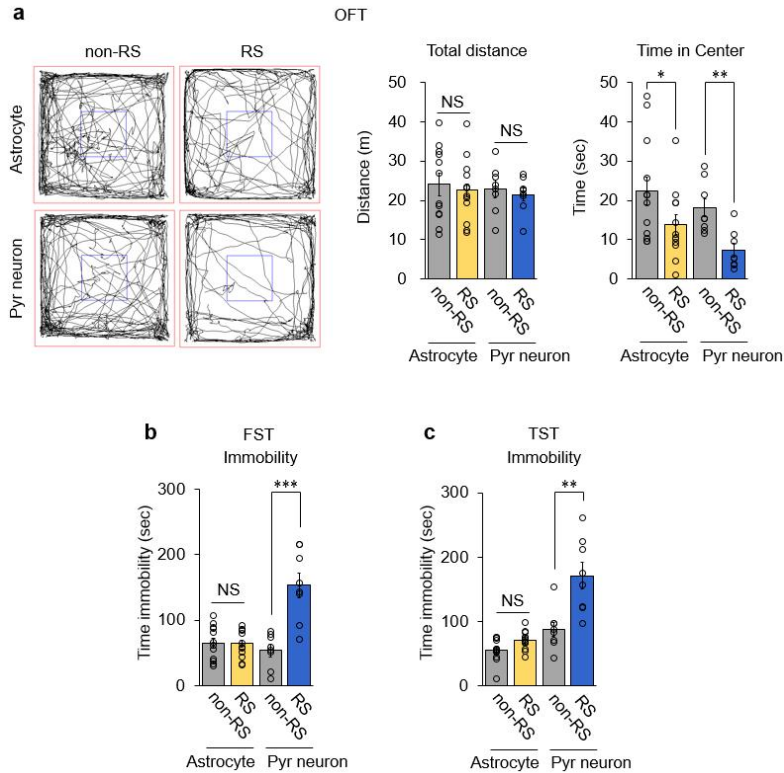 a
OFT
non-RS
RS
Astrocyte
Pyr neuron
Total distance
Distance (m)
50
40
30
20
10
0
NS
NS
non-RS
RS
non-RS
RS
Astrocyte
Pyr neuron
Time in Center
Time (sec)
50
40
30
20
10
0
*
**
non-RS
RS
non-RS
RS
Astrocyte
Pyr neuron
b
FST
Immobility
Time immobility (sec)
300
200
100
0
NS
***
non-RS
RS
non-RS
RS
Astrocyte
Pyr neuron
c
TST
Immobility
Time immobility (sec)
300
200
100
0
NS
**
non-RS
RS
non-RS
RS
Astrocyte
Pyr neuron